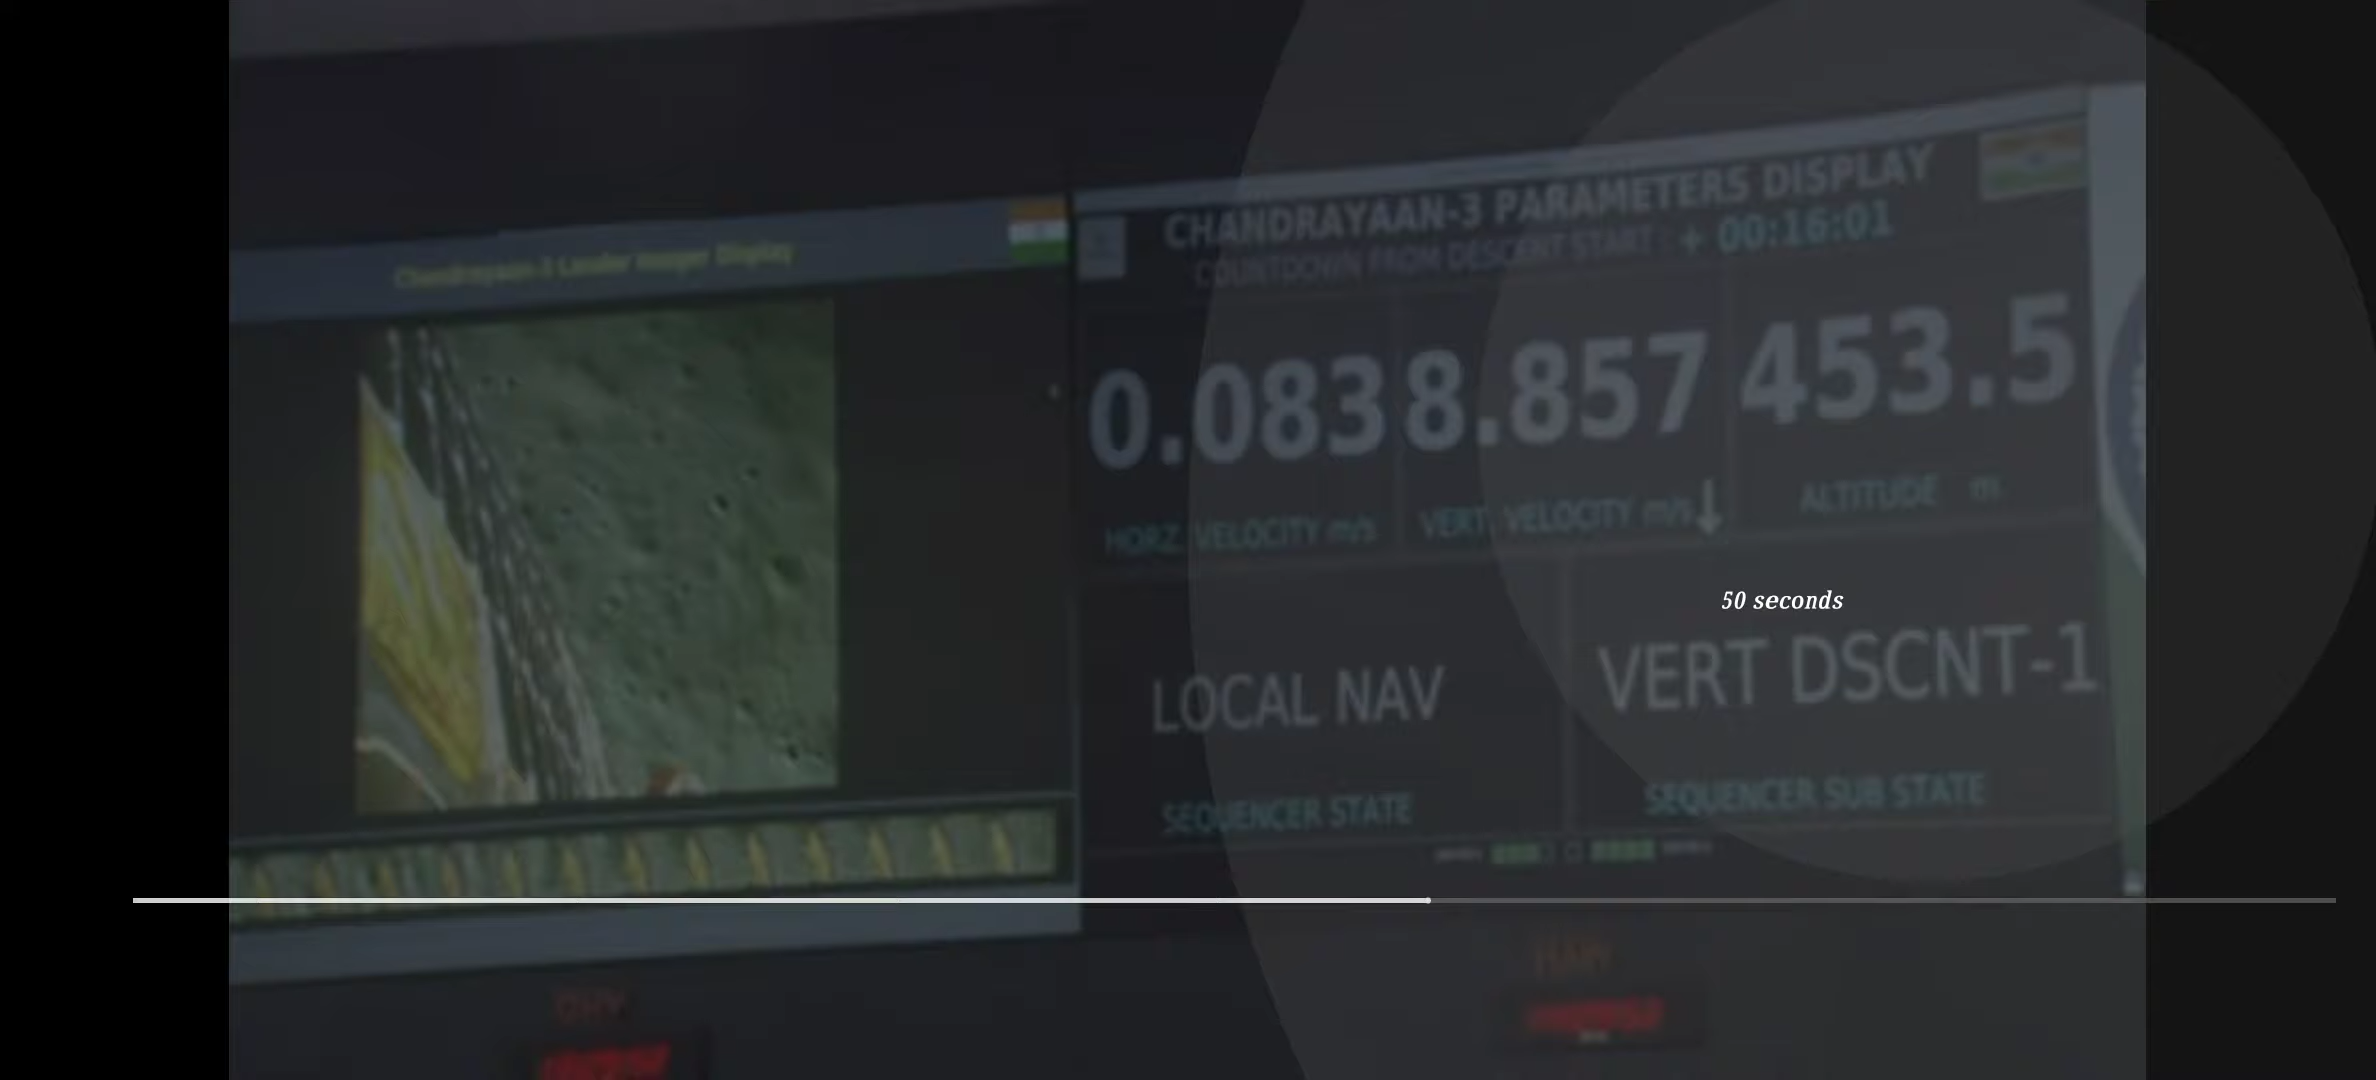 Chandrayaan-3 Lander Imager Display
CHANDRAYAAN-3 PARAMETERS DISPLAY
COUNTDOWN FROM DESCENT START : + 00:16:01
0.083 8.857 453.5
HORZ. VELOCITY m/s VERT. VELOCITY m/s ALTITUDE m
50 seconds
LOCAL NAV VERT DSCNT-1
SEQUENCER STATE SEQUENCER SUB STATE